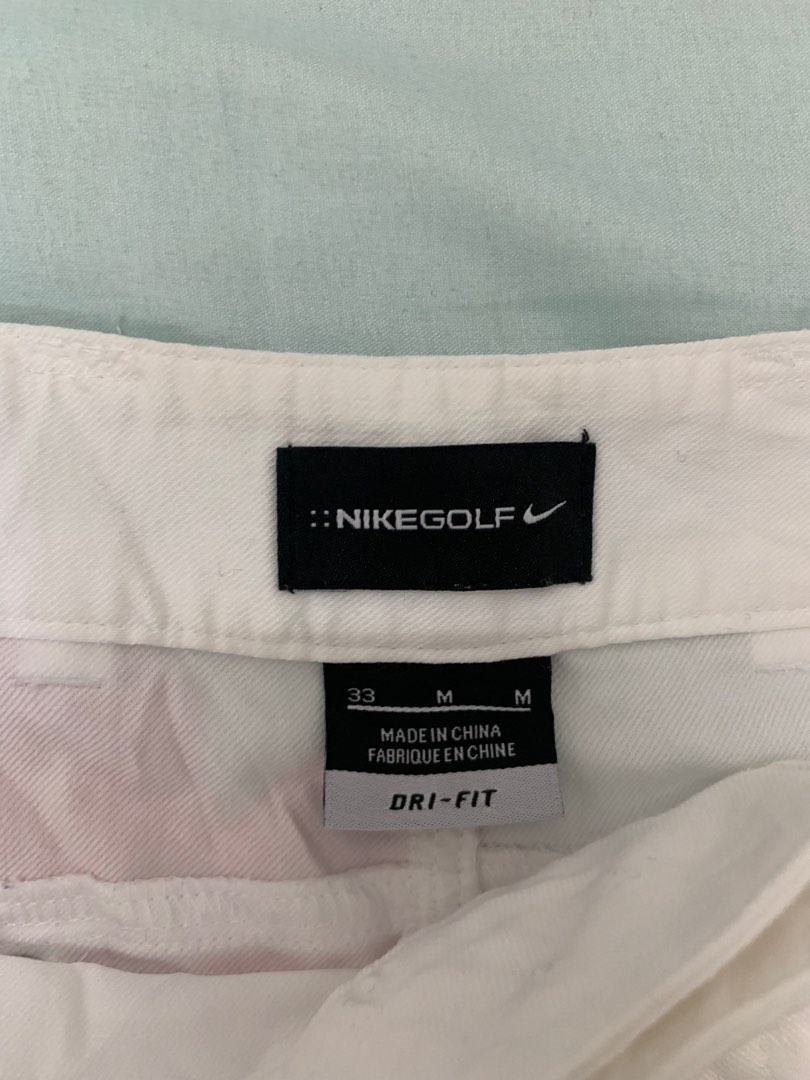 ::NIKEGOLF
33 M M
MADE IN CHINA
FABRIQUE EN CHINE
DRI-FIT